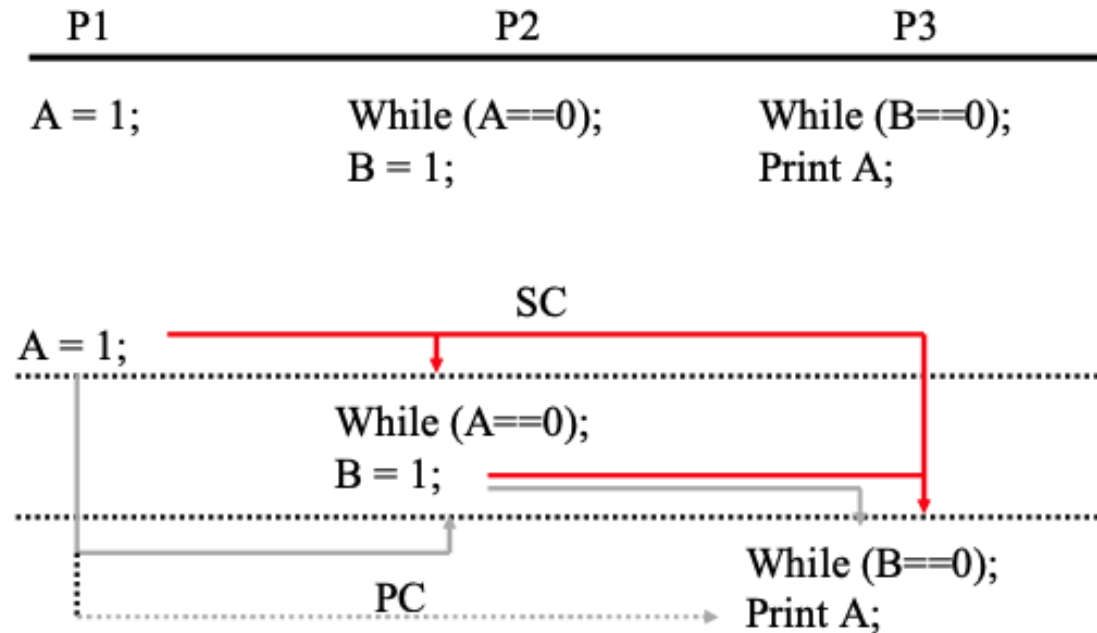 P1 P2 P3
A = 1; While (A==0); While (B==0);
B = 1; Print A;
SC
A = 1;
While (A==0);
B = 1;
While (B==0);
PC
Print A;